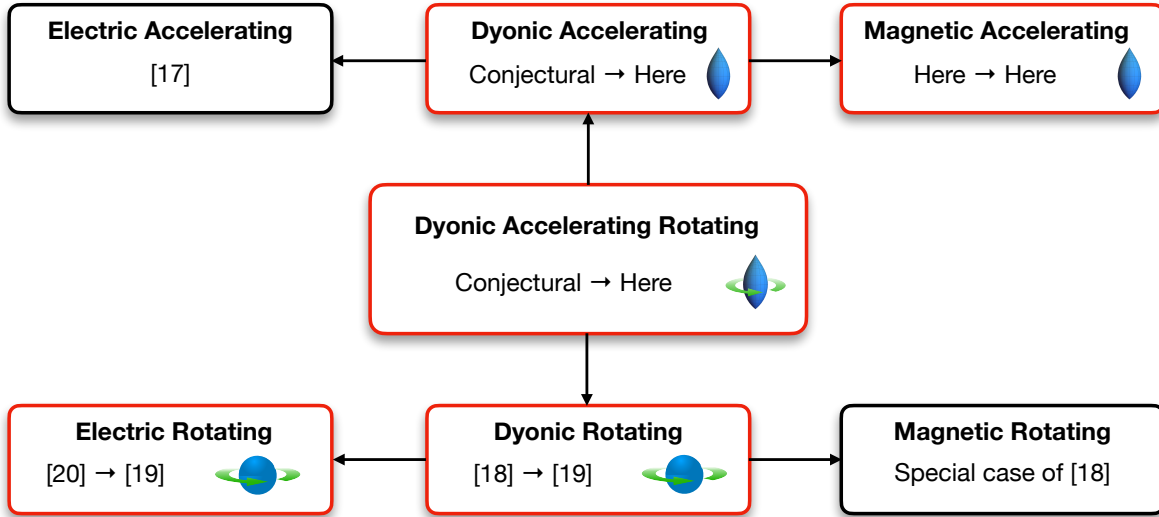 Electric Accelerating
[17]
Dyonic Accelerating
Conjectural → Here
Magnetic Accelerating
Here → Here
Dyonic Accelerating Rotating
Conjectural → Here
Electric Rotating
[20] → [19]
Dyonic Rotating
[18] → [19]
Magnetic Rotating
Special case of [18]